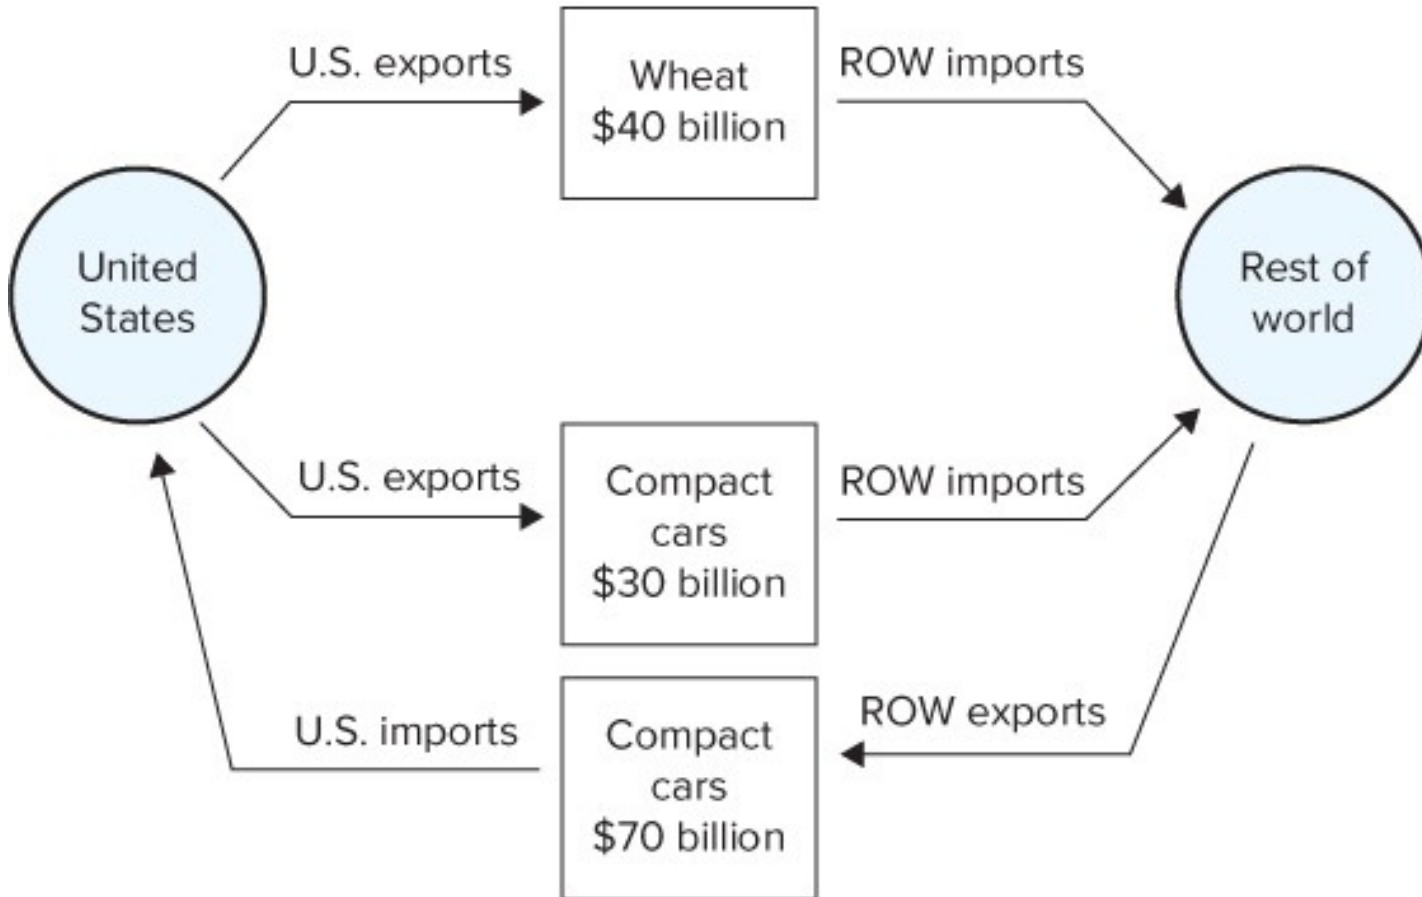 U.S. exports
Wheat
$40 billion
ROW imports
United
States
Rest of
world
U.S. exports
Compact
cars
$30 billion
ROW imports
U.S. imports
Compact
cars
$70 billion
ROW exports